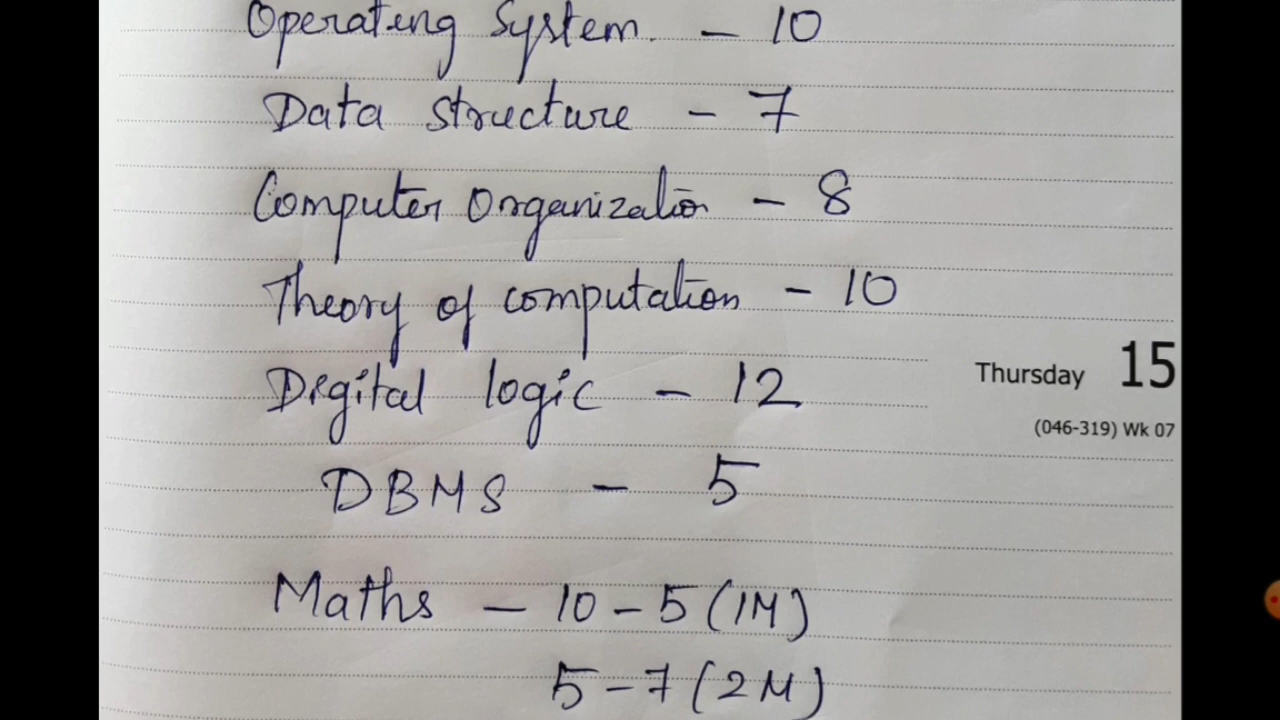 Operating System. - 10
Data structure - 7
Computer Organization - 8
Theory of computation - 10
Thursday 15
(046-319) Wk 07
Digital logic - 12
DBMS - 5
Maths - 10 - 5 (1M)
5 - 7 (2M)